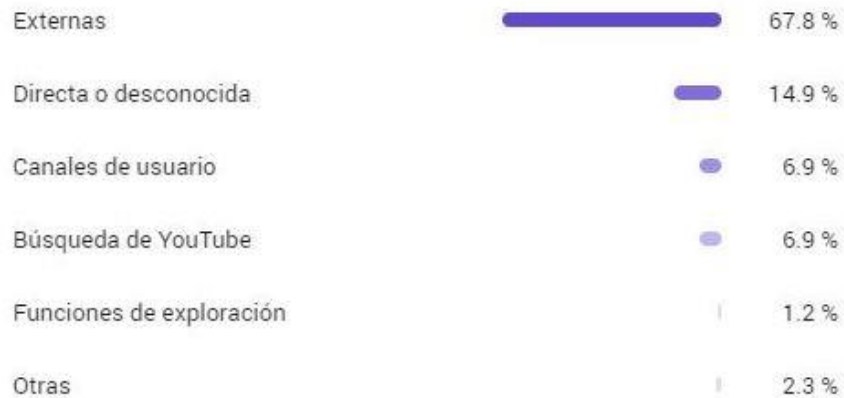 Externas 67.8 %
Directa o desconocida 14.9 %
Canales de usuario 6.9 %
Búsqueda de YouTube 6.9 %
Funciones de exploración 1.2 %
Otras 2.3 %